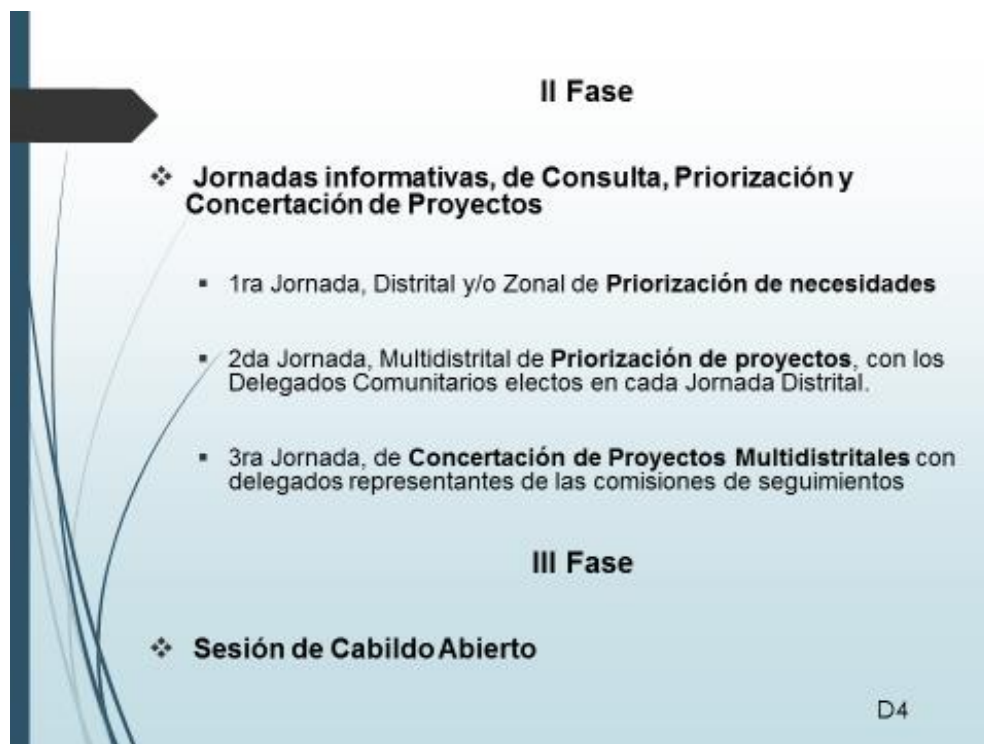 II Fase
❖ Jornadas informativas, de Consulta, Priorización y
Concertación de Proyectos
▪ 1ra Jornada, Distrital y/o Zonal de Priorización de necesidades
▪ 2da Jornada, Multidistrital de Priorización de proyectos, con los
Delegados Comunitarios electos en cada Jornada Distrital.
▪ 3ra Jornada, de Concertación de Proyectos Multidistritales con
delegados representantes de las comisiones de seguimientos
III Fase
❖ Sesión de Cabildo Abierto
D4